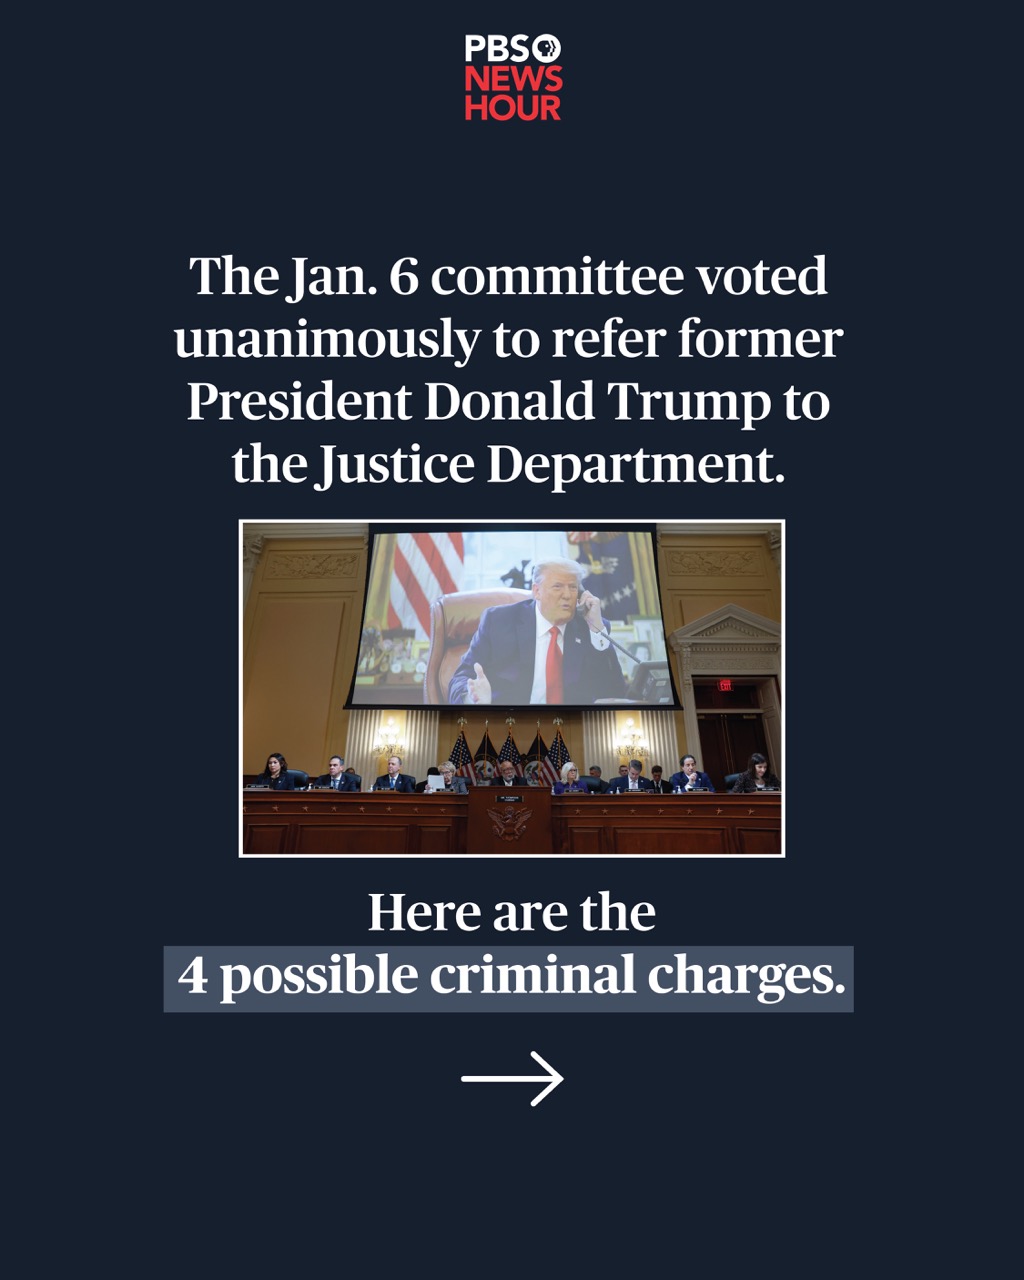 PBS
NEWS
HOUR
The Jan. 6 committee voted
unanimously to refer former
President Donald Trump to
the Justice Department.
EXIT
Here are the
4 possible criminal charges.